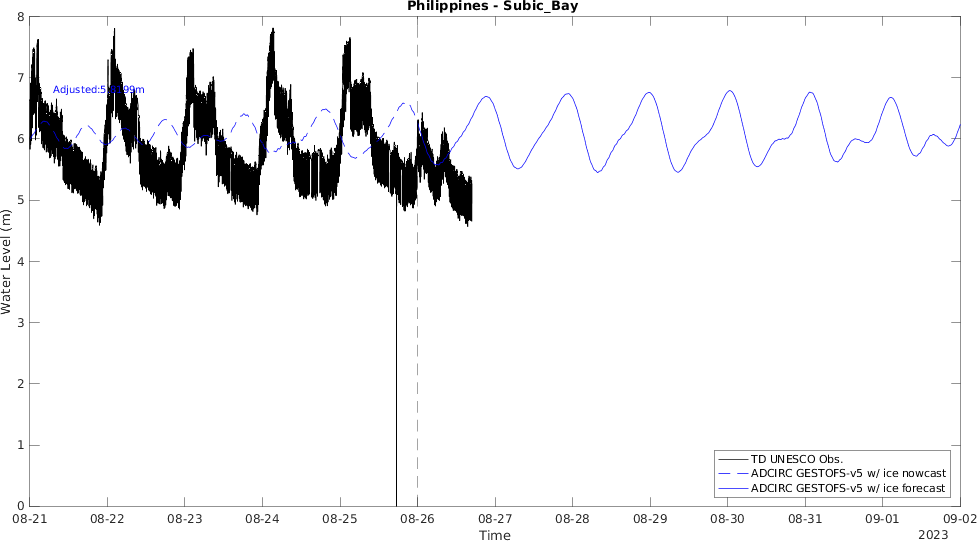 Philippines - Subic_Bay
8
7
6
5
4
3
2
1
0
Water Level (m)
TD UNESCO Obs.
ADCIRC GESTOFS-v5 w/ ice nowcast
ADCIRC GESTOFS-v5 w/ ice forecast
08-21 08-22 08-23 08-24 08-25 08-26 08-27 08-28 08-29 08-30 08-31 09-01 09-02
Time
2023